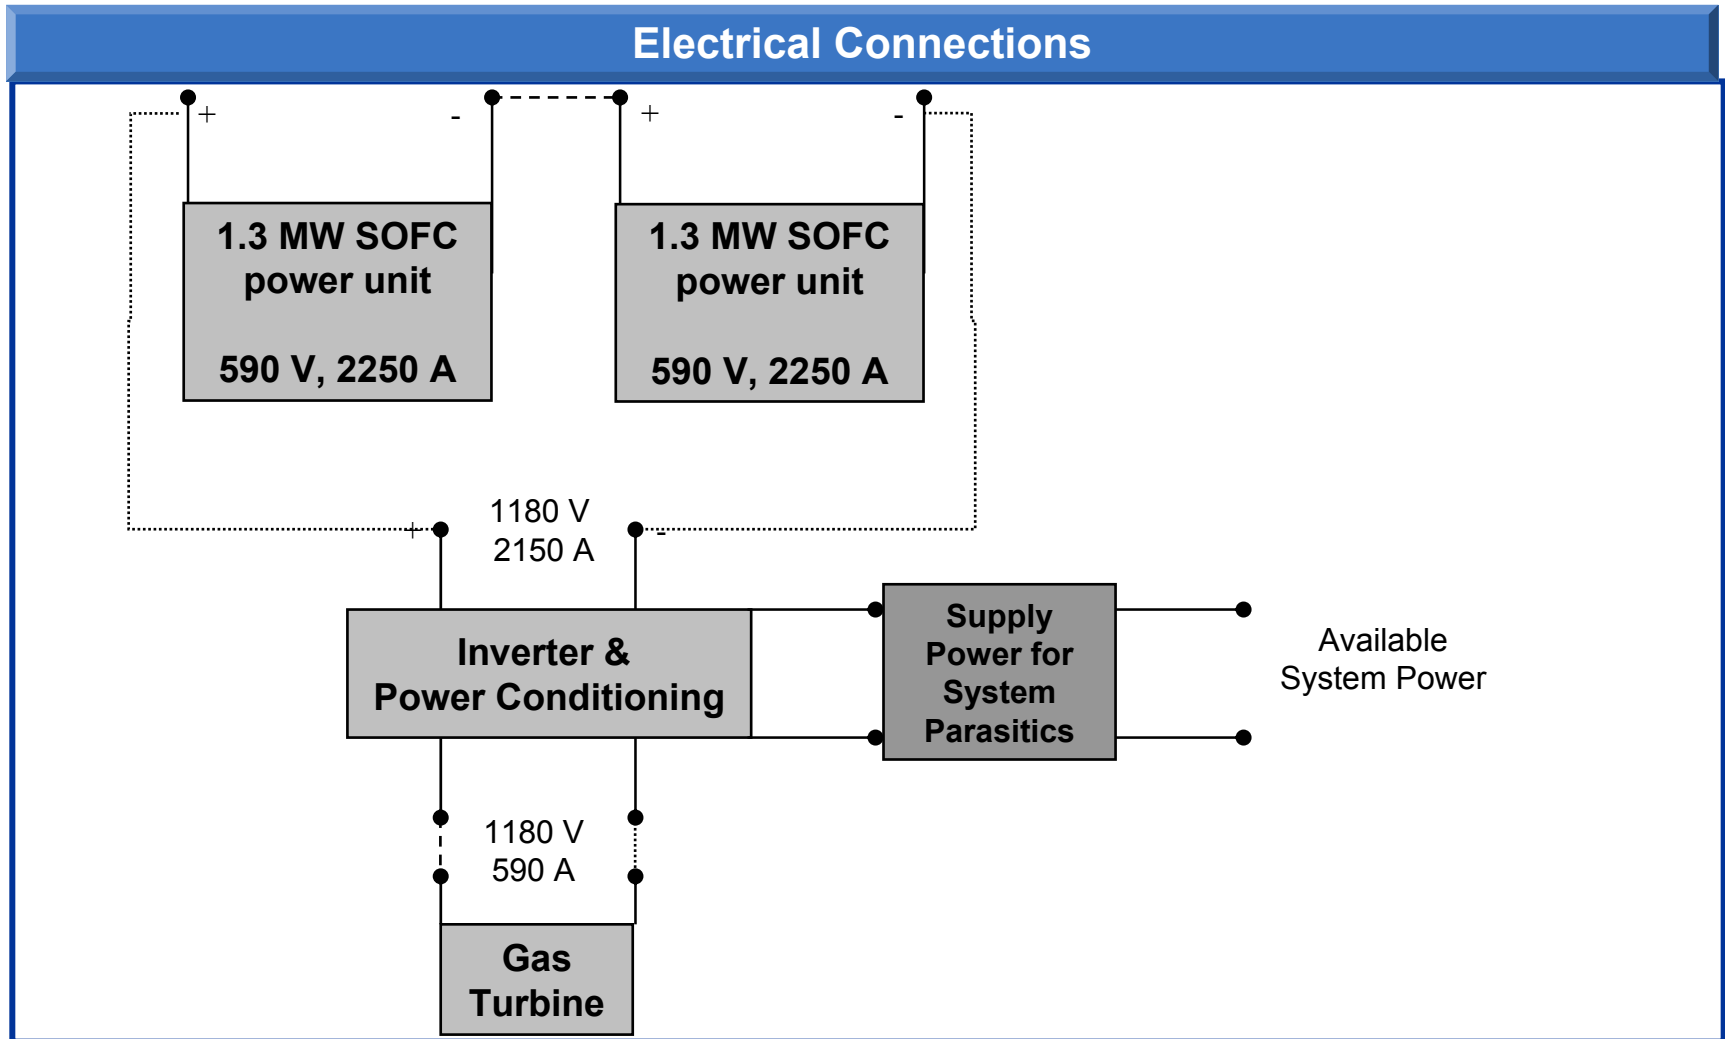 Electrical Connections
+ - + -
1.3 MW SOFC
power unit
590 V, 2250 A
1.3 MW SOFC
power unit
590 V, 2250 A
1180 V
+ -
2150 A
Inverter &
Power Conditioning
Supply
Power for
System
Parasitics
Available
System Power
1180 V
590 A
Gas
Turbine